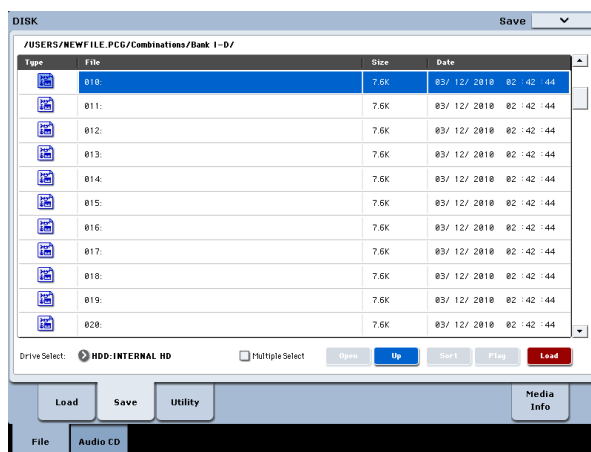 DISK Save
/USERS/NEWFILE.PCG/Combinations/Bank I-D/
Type File Size Date
010: 7.6K 03/ 12/ 2010 02 :42 :44
011: 7.6K 03/ 12/ 2010 02 :42 :44
012: 7.6K 03/ 12/ 2010 02 :42 :44
013: 7.6K 03/ 12/ 2010 02 :42 :44
014: 7.6K 03/ 12/ 2010 02 :42 :44
015: 7.6K 03/ 12/ 2010 02 :42 :44
016: 7.6K 03/ 12/ 2010 02 :42 :44
017: 7.6K 03/ 12/ 2010 02 :42 :44
018: 7.6K 03/ 12/ 2010 02 :42 :44
019: 7.6K 03/ 12/ 2010 02 :42 :44
020: 7.6K 03/ 12/ 2010 02 :42 :44
Drive Select: HDD:INTERNAL HD Multiple Select Open Up Sort Play Load
Load Save Utility Media Info
File Audio CD